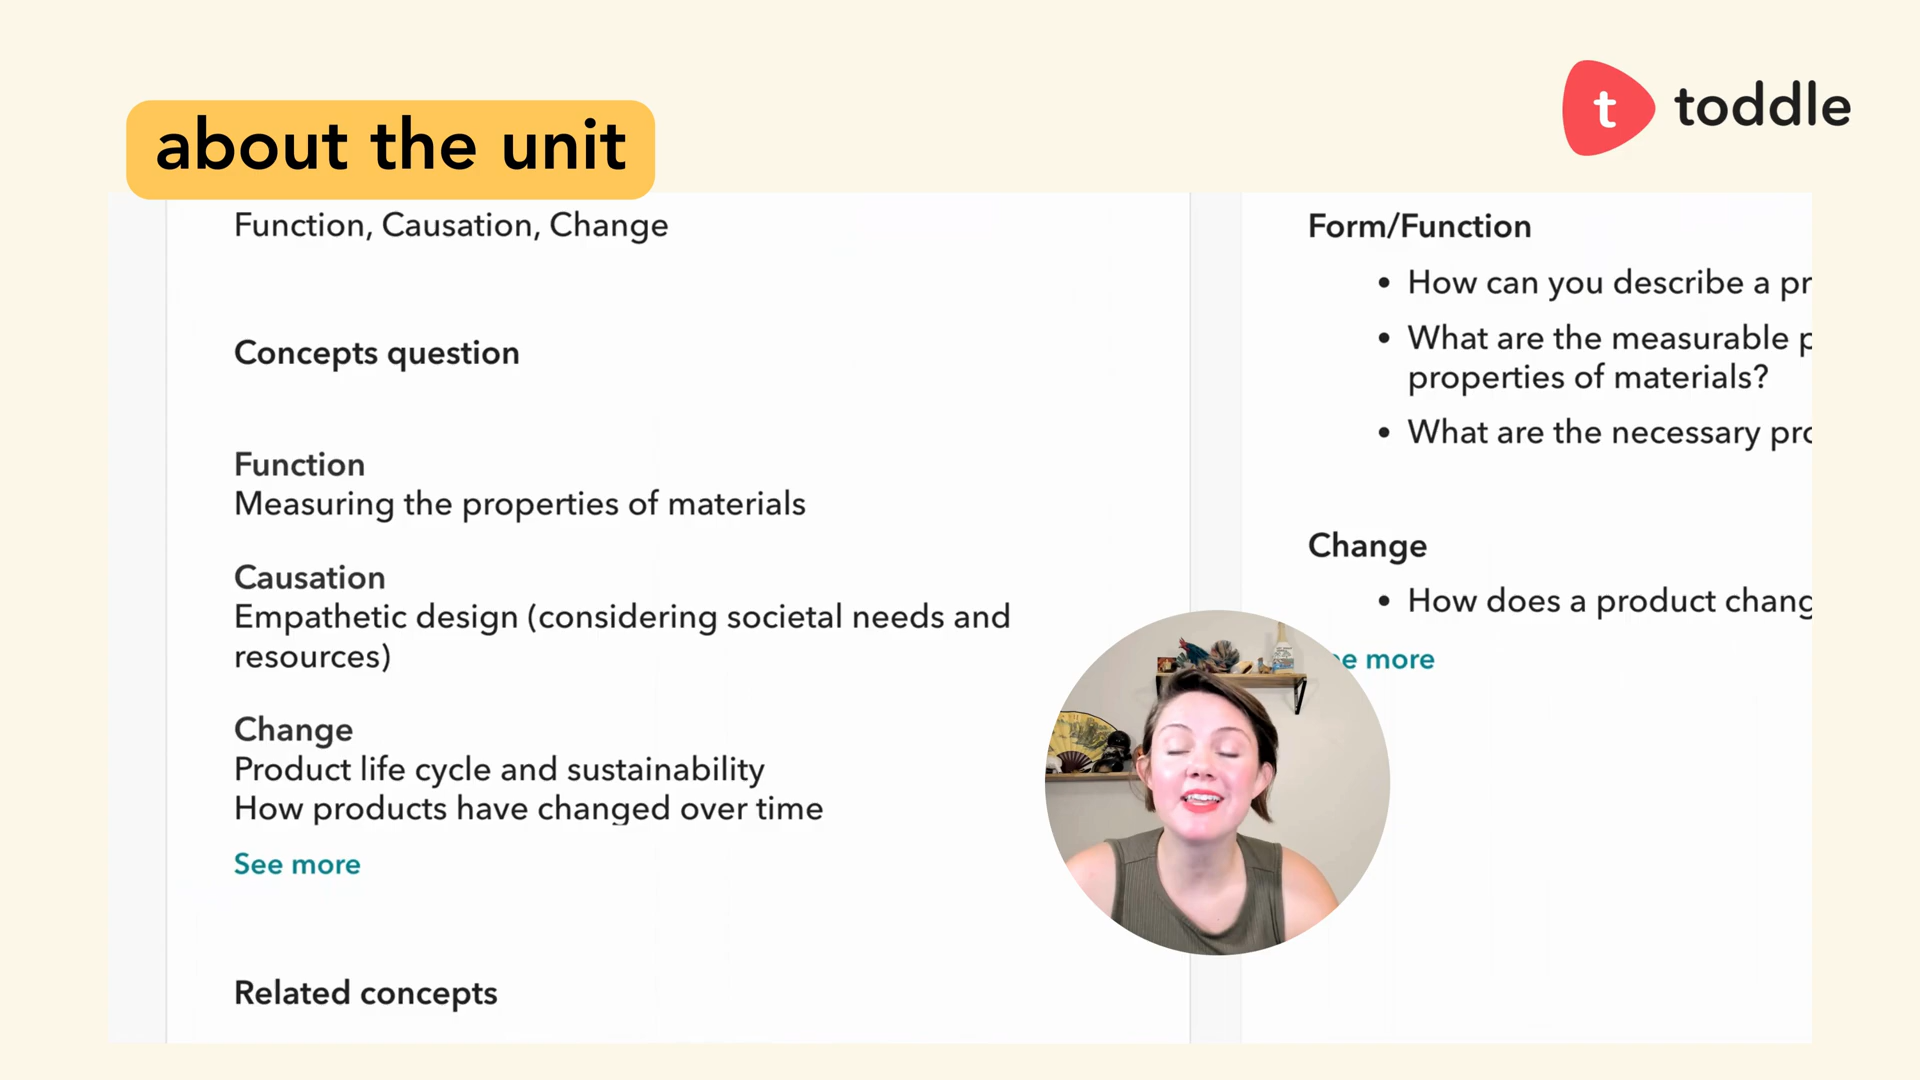 about the unit
t toddle
Function, Causation, Change
Concepts question
Function
Measuring the properties of materials
Causation
Empathetic design (considering societal needs and
resources)
Change
Product life cycle and sustainability
How products have changed over time
See more
Related concepts
Form/Function
• How can you describe a
• What are the measurable
properties of materials?
• What are the necessary
Change
• How does a product
more